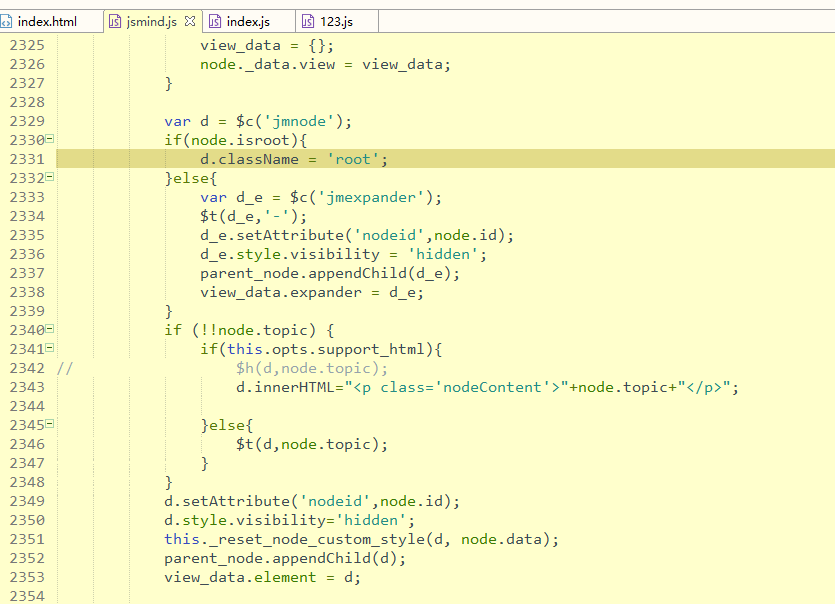 index.html jsmind.js index.js 123.js
2325 view_data = {};
2326 node._data.view = view_data;
2327 }
2328
2329 var d = $c('jmnode');
2330 if(node.isroot){
2331 d.className = 'root';
2332 }else{
2333 var d_e = $c('jmexpander');
2334 $t(d_e,'-');
2335 d_e.setAttribute('nodeid',node.id);
2336 d_e.style.visibility = 'hidden';
2337 parent_node.appendChild(d_e);
2338 view_data.expander = d_e;
2339 }
2340 if (!!node.topic) {
2341 if(this.opts.support_html){
2342 // $h(d,node.topic);
2343 d.innerHTML="<p class='nodeContent'>"+node.topic+"</p>";
2344
2345 }else{
2346 $t(d,node.topic);
2347 }
2348 }
2349 d.setAttribute('nodeid',node.id);
2350 d.style.visibility='hidden';
2351 this._reset_node_custom_style(d, node.data);
2352 parent_node.appendChild(d);
2353 view_data.element = d;
2354